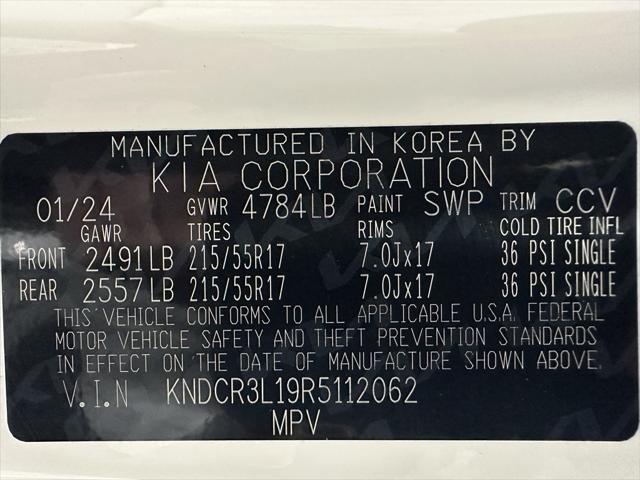 MANUFACTURED IN KOREA BY
KIA CORPORATION
01/24 GVWR 4784LB PAINT SWP TRIM CCV
GAWR TIRES RIMS COLD TIRE INFL
FRONT 2491LB 215/55R17 7.0Jx17 36 PSI SINGLE
REAR 2557LB 215/55R17 7.0Jx17 36 PSI SINGLE
THIS VEHICLE CONFORMS TO ALL APPLICABLE U.S.A. FEDERAL
MOTOR VEHICLE SAFETY AND THEFT PREVENTION STANDARDS
IN EFFECT ON THE DATE OF MANUFACTURE SHOWN ABOVE.
V.I.N KNDCR3L19R5112062
MPV